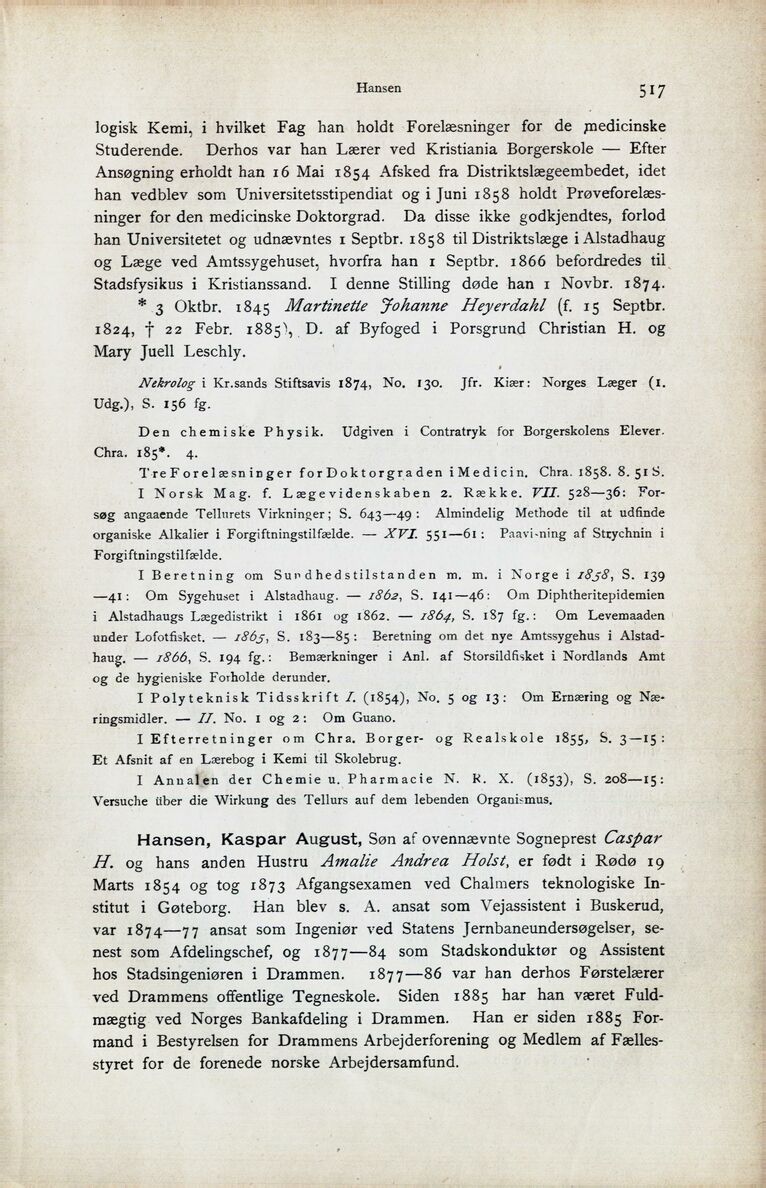 Hansen 517
logisk Kemi, i hvilket Fag han holdt Forelæsninger for de medicinske
Studerende. Derhos var han Lærer ved Kristiania Borgerskole — Efter
Ansøgning erholdt han 16 Mai 1854 Afsked fra Distriktslægeembedet, idet
han vedblev som Universitetsstipendiat og i Juni 1858 holdt Prøveforelæs-
ninger for den medicinske Doktorgrad. Da disse ikke godkjendtes, forlod
han Universitetet og udnævntes 1 Septbr. 1858 til Distriktslæge i Alstadhaug
og Læge ved Amtssygehuset, hvorfra han 1 Septbr. 1866 befordredes til
Stadsfysikus i Kristianssand. I denne Stilling døde han 1 Novbr. 1874.
* 3 Oktbr. 1845 Martinette Johanne Heyerdahl (f. 15 Septbr.
1824, † 22 Febr. 1885), D. af Byfoged i Porsgrund Christian H. og
Mary Juell Leschly.
Nekrolog i Kr.sands Stiftsavis 1874, No. 130. Jfr. Kiær: Norges Læger (1.
Udg.), S. 156 fg.
Den chemiske Physik. Udgiven i Contratryk for Borgerskolens Elever.
Chra. 185*. 4.
Tre Forelæsninger for Doktorgraden i Medicin. Chra. 1858. 8. 51 S.
I Norsk Mag. f. Lægevidenskaben 2. Række. VII. 528—36: For-
søg angaaende Tellurets Virkninger; S. 643—49: Almindelig Methode til at udfinde
organiske Alkalier i Forgiftningstilfælde. — XVI. 551—61: Paavisning af Strychnin i
Forgiftningstilfælde.
I Beretning om Sundhedstilstanden m. m. i Norge i 1858, S. 139
—41: Om Sygehuset i Alstadhaug. — 1862, S. 141—46: Om Diphtheritepidemien
i Alstadhaugs Lægedistrikt i 1861 og 1862. — 1864, S. 187 fg.: Om Levemaaden
under Lofotfisket. — 1865, S. 183—85: Beretning om det nye Amtssygehus i Alstad-
haug. — 1866, S. 194 fg.: Bemærkninger i Anl. af Storsildfisket i Nordlands Amt
og de hygieniske Forholde derunder.
I Polyteknisk Tidsskrift I. (1854), No. 5 og 13: Om Ernæring og Næ-
ringsmidler. — II. No. 1 og 2: Om Guano.
I Efterretninger om Chra. Borger- og Realskole 1855, S. 3—15:
Et Afsnit af en Lærebog i Kemi til Skolebrug.
I Annalen der Chemie u. Pharmacie N. R. X. (1853), S. 208—15:
Versuche über die Wirkung des Tellurs auf dem lebenden Organismus.
Hansen, Kaspar August, Søn af ovennævnte Sogneprest Caspar
H. og hans anden Hustru Amalie Andrea Holst, er født i Rødø 19
Marts 1854 og tog 1873 Afgangsexamen ved Chalmers teknologiske In-
stitut i Gøteborg. Han blev s. A. ansat som Vejassistent i Buskerud,
var 1874—77 ansat som Ingeniør ved Statens Jernbaneundersøgelser, se-
nest som Afdelingschef, og 1877—84 som Stadskonduktør og Assistent
hos Stadsingeniøren i Drammen. 1877—86 var han derhos Førstelærer
ved Drammens offentlige Tegneskole. Siden 1885 har han været Fuld-
mægtig ved Norges Bankafdeling i Drammen. Han er siden 1885 For-
mand i Bestyrelsen for Drammens Arbejderforening og Medlem af Fælles-
styret for de forenede norske Arbejdersamfund.